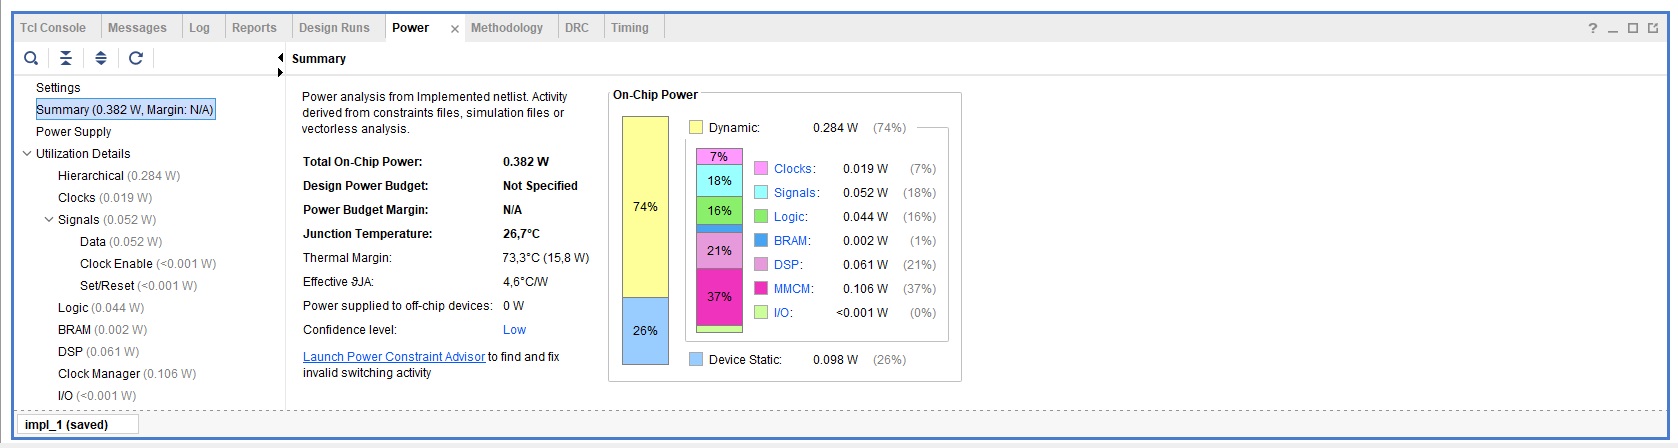 Tcl Console Messages Log Reports Design Runs Power × Methodology DRC Timing ?
Summary
Settings
Summary (0.382 W, Margin: N/A)
Power Supply
Utilization Details
Hierarchical (0.284 W)
Clocks (0.019 W)
Signals (0.052 W)
Data (0.052 W)
Clock Enable (<0.001 W)
Set/Reset (<0.001 W)
Logic (0.044 W)
BRAM (0.002 W)
DSP (0.061 W)
Clock Manager (0.106 W)
I/O (<0.001 W)
Power analysis from Implemented netlist. Activity
derived from constraints files, simulation files or
vectorless analysis.
Total On-Chip Power: 0.382 W
Design Power Budget: Not Specified
Power Budget Margin: N/A
Junction Temperature: 26,7°C
Thermal Margin: 73,3°C (15,8 W)
Effective ϑJA: 4,6°C/W
Power supplied to off-chip devices: 0 W
Confidence level: Low
Launch Power Constraint Advisor to find and fix
invalid switching activity
On-Chip Power
74%
26%
Dynamic: 0.284 W (74%)
7%
18%
16%
21%
37%
Clocks: 0.019 W (7%)
Signals: 0.052 W (18%)
Logic: 0.044 W (16%)
BRAM: 0.002 W (1%)
DSP: 0.061 W (21%)
MMCM: 0.106 W (37%)
I/O: <0.001 W (0%)
Device Static: 0.098 W (26%)
impl_1 (saved)